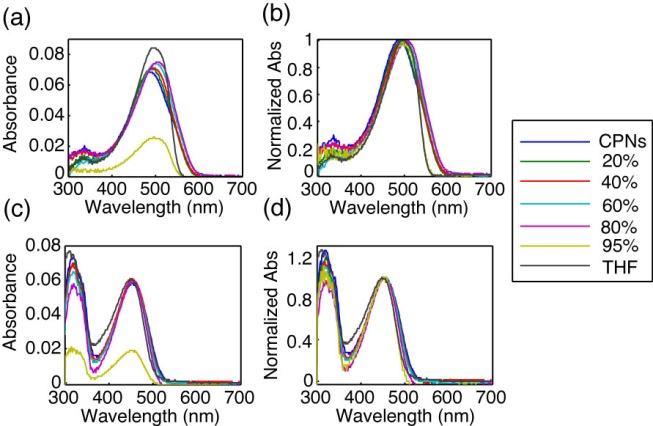 (a)
Absorbance
0.08
0.06
0.04
0.02
0
300 400 500 600 700
Wavelength (nm)
(b)
Normalized Abs
1
0.8
0.6
0.4
0.2
0
300 400 500 600 700
Wavelength (nm)
(c)
Absorbance
0.08
0.06
0.04
0.02
0
300 400 500 600 700
Wavelength (nm)
(d)
Normalized Abs
1.2
0.8
0.4
0
300 400 500 600 700
Wavelength (nm)
CPNs
20%
40%
60%
80%
95%
THF